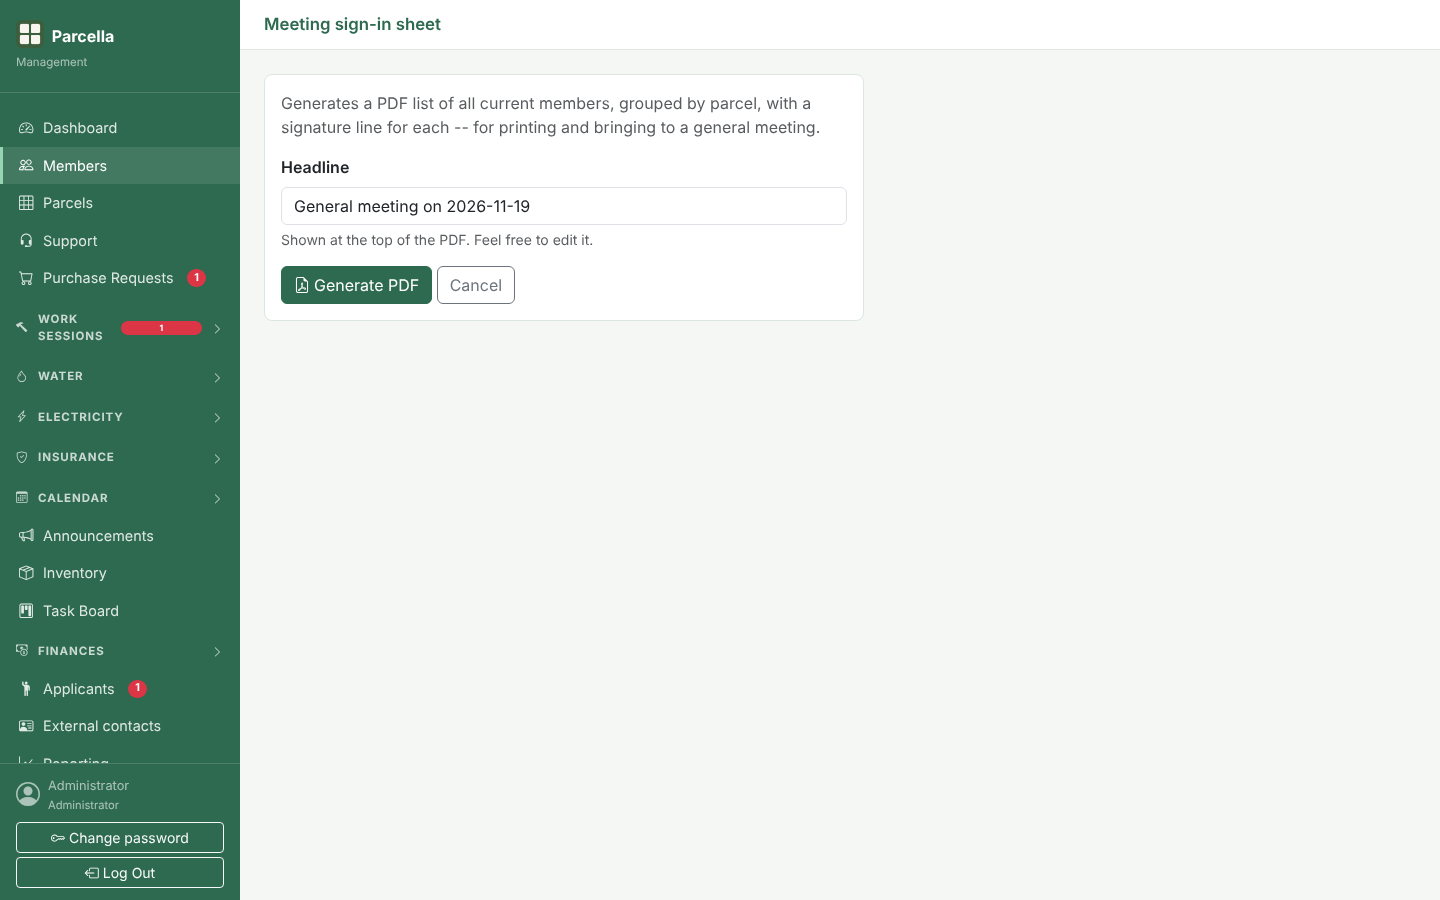 Parcella
Management
Dashboard
Members
Parcels
Support
Purchase Requests 1
WORK
SESSIONS 1
WATER
ELECTRICITY
INSURANCE
CALENDAR
Announcements
Inventory
Task Board
FINANCES
Applicants 1
External contacts
Reporting
Administrator
Administrator
Change password
Log Out
Meeting sign-in sheet
Generates a PDF list of all current members, grouped by parcel, with a
signature line for each -- for printing and bringing to a general meeting.
Headline
General meeting on 2026-11-19
Shown at the top of the PDF. Feel free to edit it.
Generate PDF
Cancel